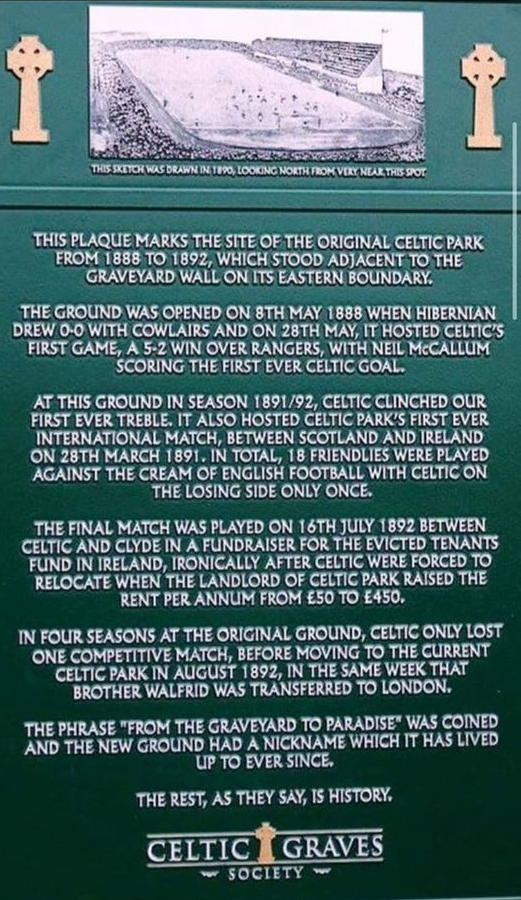 THIS SKETCH WAS DRAWN IN 1890, LOOKING NORTH FROM VERY NEAR THIS SPOT
THIS PLAQUE MARKS THE SITE OF THE ORIGINAL CELTIC PARK
FROM 1888 TO 1892, WHICH STOOD ADJACENT TO THE
GRAVEYARD WALL ON ITS EASTERN BOUNDARY.
THE GROUND WAS OPENED ON 8TH MAY 1888 WHEN HIBERNIAN
DREW 0-0 WITH COWLAIRS AND ON 28TH MAY, IT HOSTED CELTIC'S
FIRST GAME, A 5-2 WIN OVER RANGERS, WITH NEIL McCALLUM
SCORING THE FIRST EVER CELTIC GOAL.
AT THIS GROUND IN SEASON 1891/92, CELTIC CLINCHED OUR
FIRST EVER TREBLE. IT ALSO HOSTED CELTIC PARK'S FIRST EVER
INTERNATIONAL MATCH, BETWEEN SCOTLAND AND IRELAND
ON 28TH MARCH 1891. IN TOTAL, 18 FRIENDLIES WERE PLAYED
AGAINST THE CREAM OF ENGLISH FOOTBALL WITH CELTIC ON
THE LOSING SIDE ONLY ONCE.
THE FINAL MATCH WAS PLAYED ON 16TH JULY 1892 BETWEEN
CELTIC AND CLYDE IN A FUNDRAISER FOR THE EVICTED TENANTS
FUND IN IRELAND, IRONICALLY AFTER CELTIC WERE FORCED TO
RELOCATE WHEN THE LANDLORD OF CELTIC PARK RAISED THE
RENT PER ANNUM FROM £50 TO £450.
IN FOUR SEASONS AT THE ORIGINAL GROUND, CELTIC ONLY LOST
ONE COMPETITIVE MATCH, BEFORE MOVING TO THE CURRENT
CELTIC PARK IN AUGUST 1892, IN THE SAME WEEK THAT
BROTHER WALFRID WAS TRANSFERRED TO LONDON.
THE PHRASE "FROM THE GRAVEYARD TO PARADISE" WAS COINED
AND THE NEW GROUND HAD A NICKNAME WHICH IT HAS LIVED
UP TO EVER SINCE.
THE REST, AS THEY SAY, IS HISTORY.
CELTIC GRAVES
SOCIETY